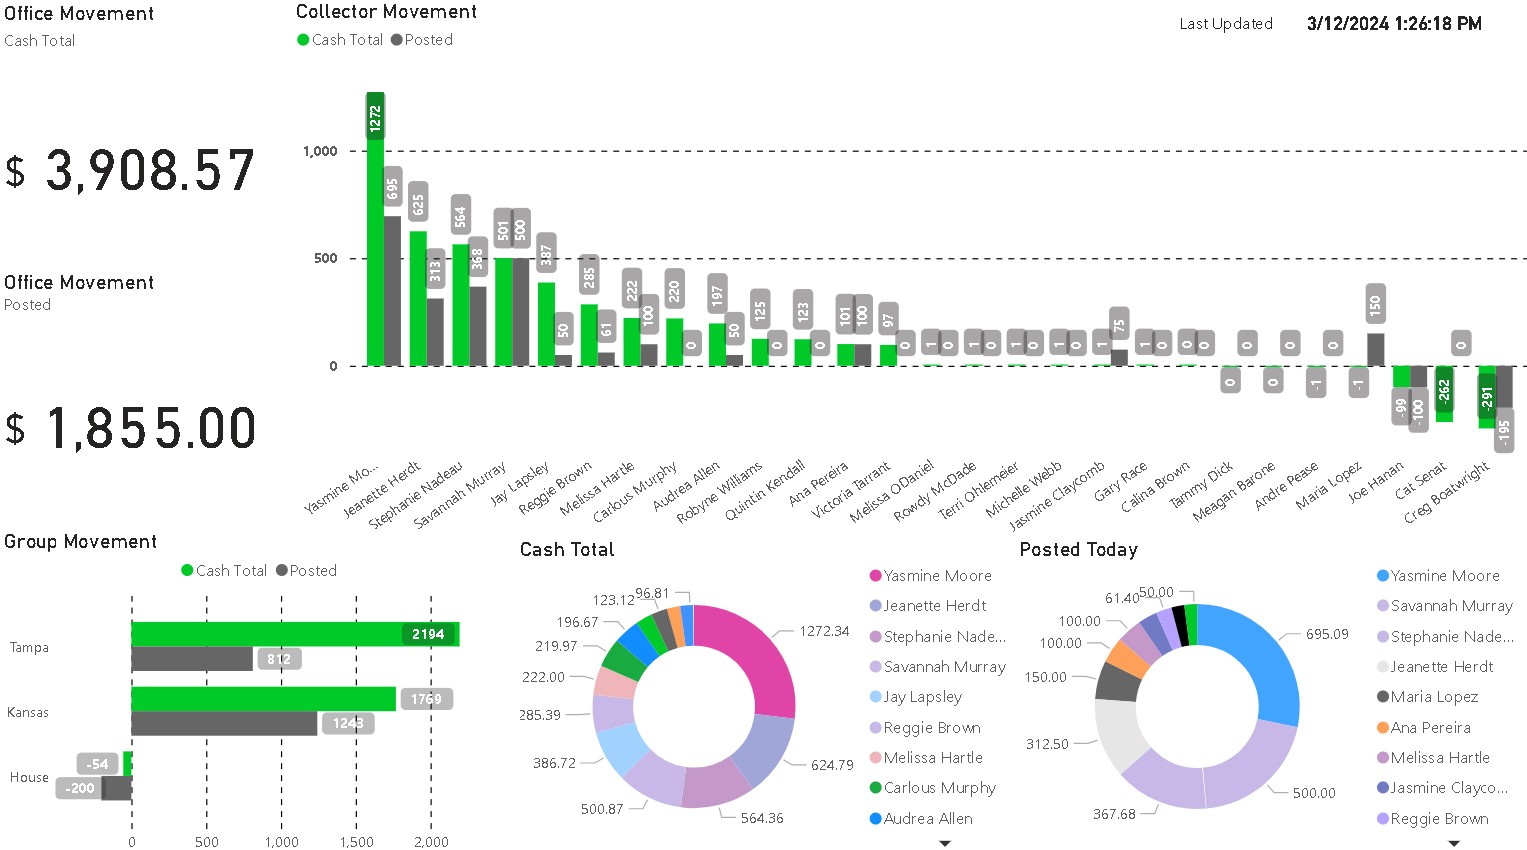 Office Movement
Cash Total
$ 3,908.57
Office Movement
Posted
$ 1,855.00
Collector Movement
Cash Total Posted
Last Updated 3/12/2024 1:26:18 PM
1,000
500
0
1272 695 625 313 564 368 501 500 387 50 285 61 222 100 220 0 197 50 125 0 123 0 101 100 97 0 1 0 1 0 1 0 1 0 1 75 1 0 0 0 0 0 0 0 -1 0 -1 150 -99 -100 -262 0 -291 -195
Yasmine Mo...
Jeanette Herdt
Stephanie Nadeau
Savannah Murray
Jay Lapsley
Reggie Brown
Melissa Hartle
Carlous Murphy
Audrea Allen
Robyne Williams
Quintin Kendall
Ana Pereira
Victoria Tarrant
Melissa ODaniel
Rowdy McDade
Terri Ohlemeier
Michelle Webb
Jasmine Claycomb
Gary Race
Calina Brown
Tammy Dick
Meagan Barone
Andre Pease
Maria Lopez
Joe Hanan
Cat Senat
Creg Boatwright
Group Movement
Cash Total Posted
Tampa 2194
812
Kansas 1769
1243
House -54
-200
0 500 1,000 1,500 2,000
Cash Total
1272.34
624.79
564.36
500.87
386.72
285.39
222.00
219.97
196.67
123.12
96.81
Yasmine Moore
Jeanette Herdt
Stephanie Nade...
Savannah Murray
Jay Lapsley
Reggie Brown
Melissa Hartle
Carlous Murphy
Audrea Allen
Posted Today
695.09
500.00
367.68
312.50
150.00
100.00
100.00
61.40
50.00
Yasmine Moore
Savannah Murray
Stephanie Nade...
Jeanette Herdt
Maria Lopez
Ana Pereira
Melissa Hartle
Jasmine Clayco...
Reggie Brown